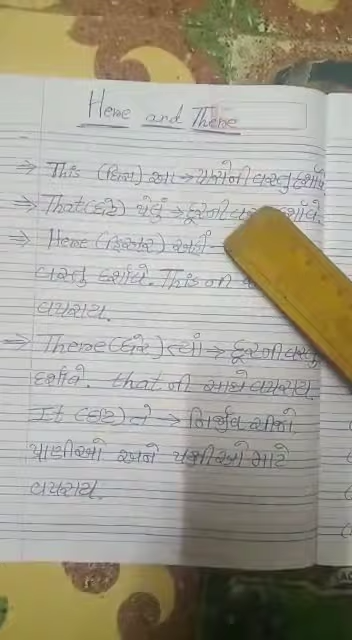 Here and There
⇒ This (ધિસ) આ → પાસેની વસ્તુ દર્શાવે
⇒ That (ધેટ) પેલું → દૂરની દર્શાવે.
⇒ Here (હિઅર) અહીં →
વસ્તુ દર્શાવે. This ની
વપરાય.
⇒ There (ધેર) ત્યાં → દૂરની વસ્તુ
દર્શાવે. that ની સાથે વપરાય.
It (ઇટ) તે → નિર્જીવ ચીજો
પ્રાણીઓ અને પક્ષીઓ માટે
વપરાય.